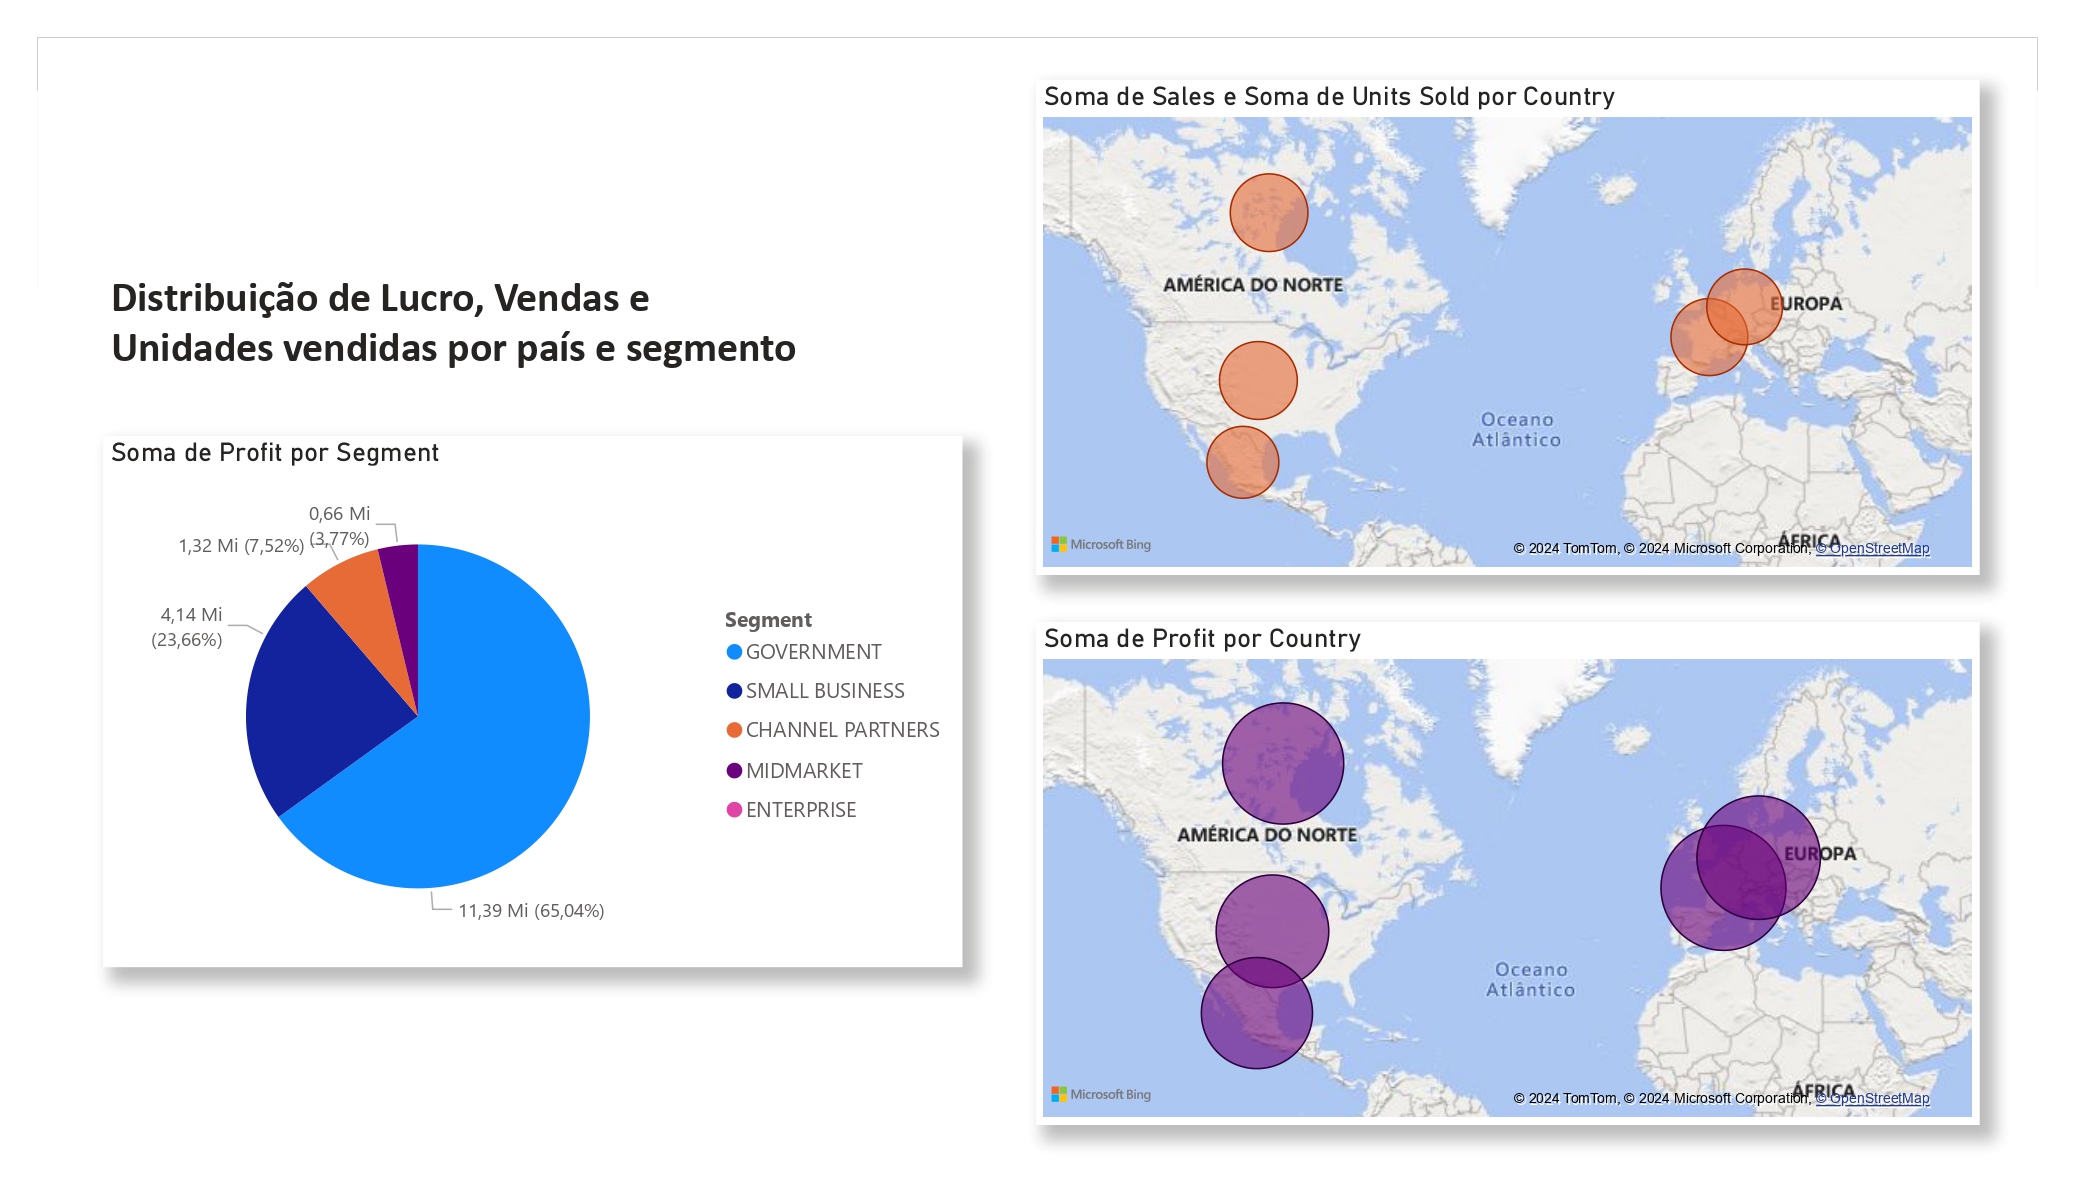 Distribuição de Lucro, Vendas e
Unidades vendidas por país e segmento
Soma de Profit por Segment
0,66 Mi
(3,77%)
1,32 Mi (7,52%)
4,14 Mi
(23,66%)
11,39 Mi (65,04%)
Segment
GOVERNMENT
SMALL BUSINESS
CHANNEL PARTNERS
MIDMARKET
ENTERPRISE
Soma de Sales e Soma de Units Sold por Country
AMÉRICA DO NORTE
EUROPA
Oceano
Atlântico
ÁFRICA
Microsoft Bing
© 2024 TomTom, © 2024 Microsoft Corporation, © OpenStreetMap
Soma de Profit por Country
AMÉRICA DO NORTE
EUROPA
Oceano
Atlântico
ÁFRICA
Microsoft Bing
© 2024 TomTom, © 2024 Microsoft Corporation, © OpenStreetMap